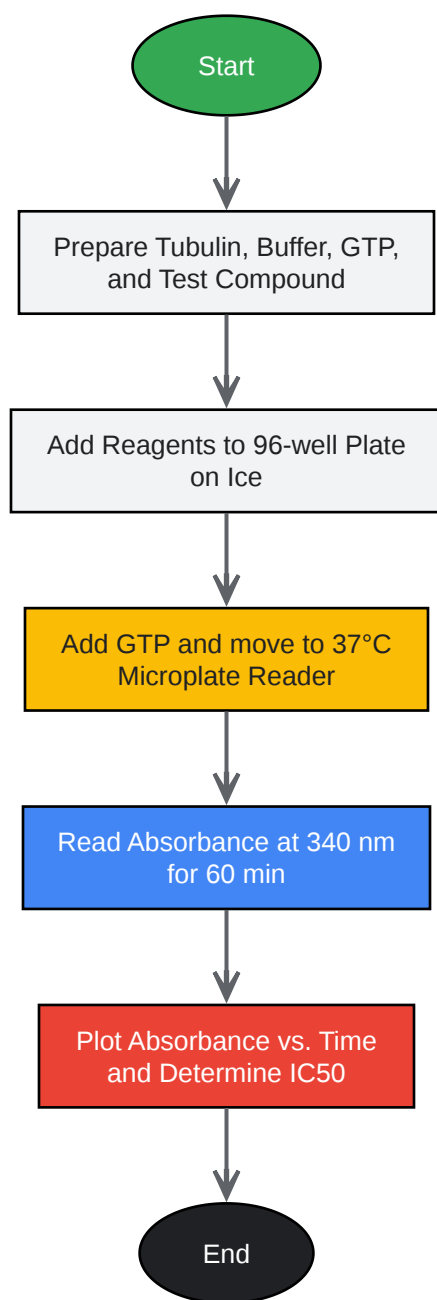 Start
Prepare Tubulin, Buffer, GTP,
and Test Compound
Add Reagents to 96-well Plate
on Ice
Add GTP and move to 37°C
Microplate Reader
Read Absorbance at 340 nm
for 60 min
Plot Absorbance vs. Time
and Determine IC50
End